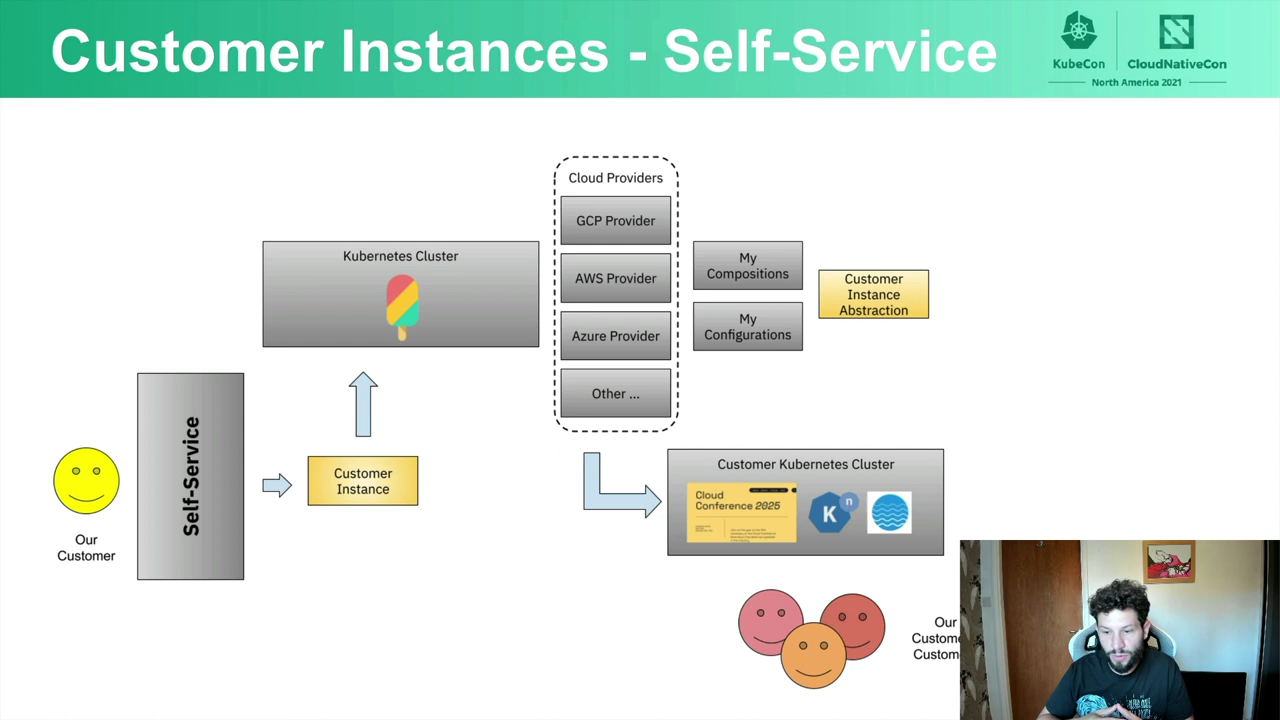 Customer Instances - Self-Service
KubeCon
CloudNativeCon
North America 2021
Cloud Providers
GCP Provider
AWS Provider
Azure Provider
Other ...
Kubernetes Cluster
My
Compositions
My
Configurations
Customer
Instance
Abstraction
Self-Service
Our
Customer
Customer
Instance
Customer Kubernetes Cluster
Cloud
Conference 2025
K
n
Our
Custome
Custom